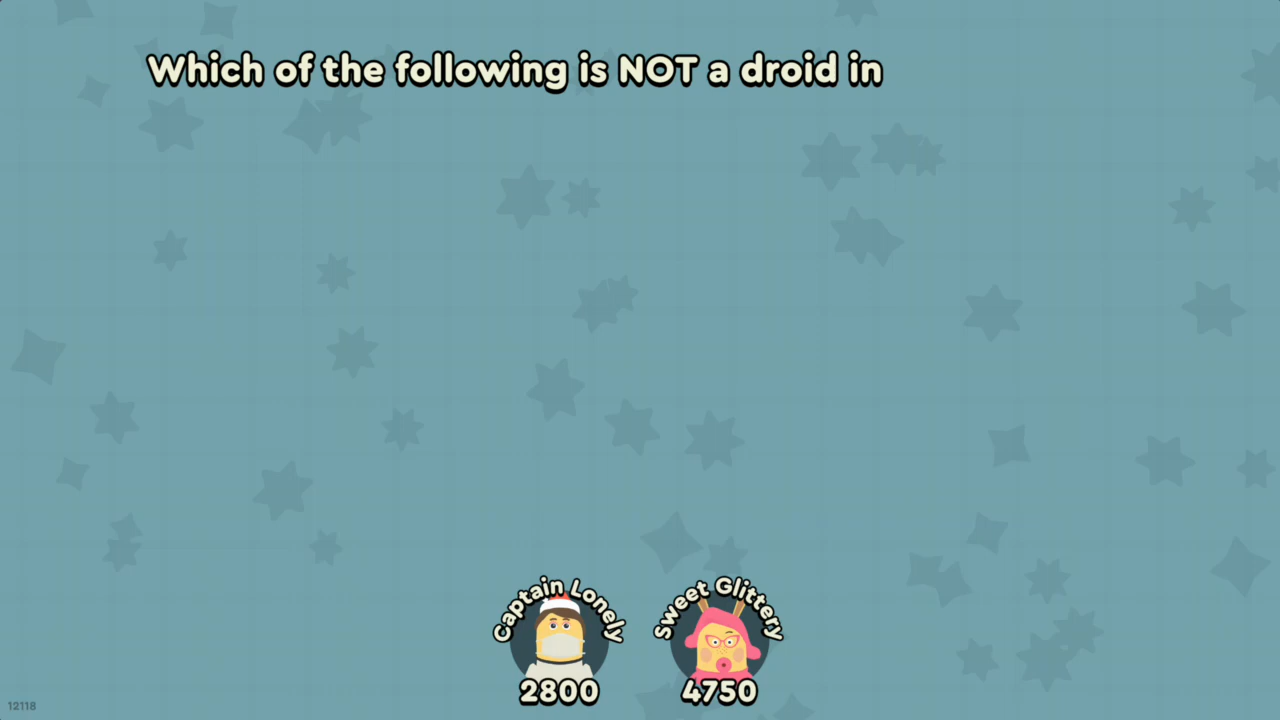 Which of the following is NOT a droid in
Captain Lonely
Sweet Glittery
2800
4750
12118